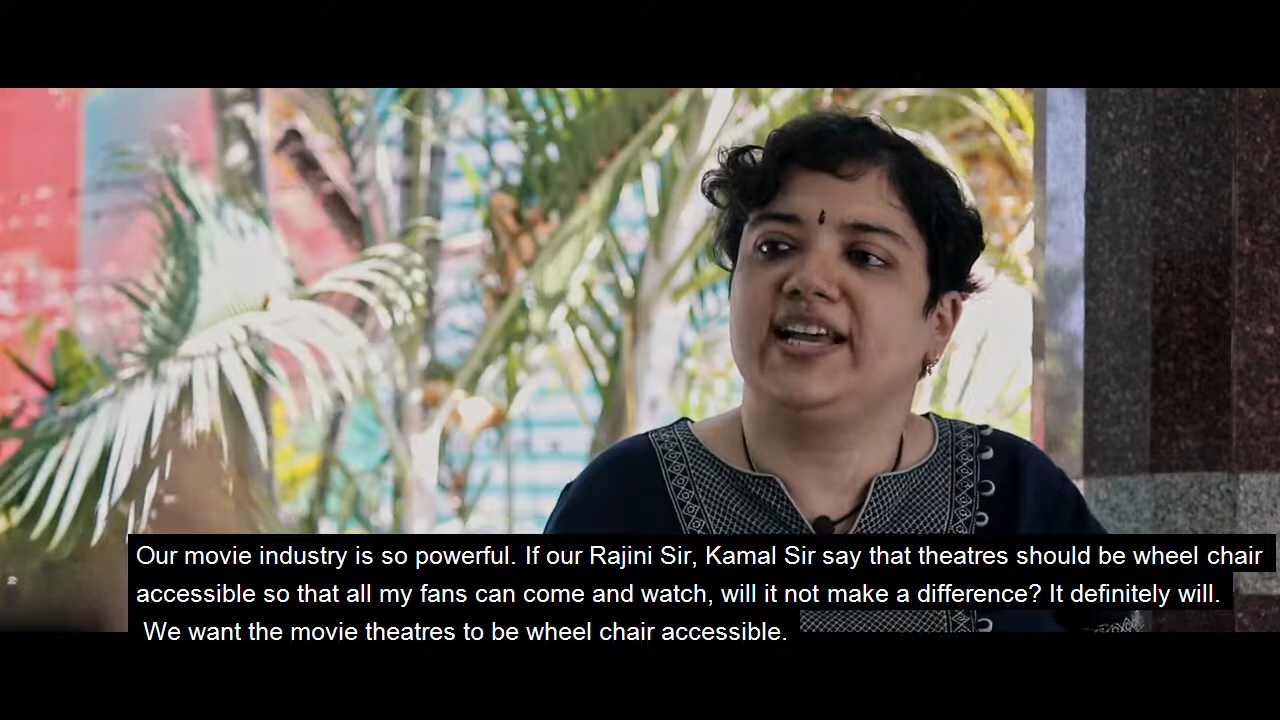 Our movie industry is so powerful. If our Rajini Sir, Kamal Sir say that theatres should be wheel chair
accessible so that all my fans can come and watch, will it not make a difference? It definitely will.
We want the movie theatres to be wheel chair accessible.